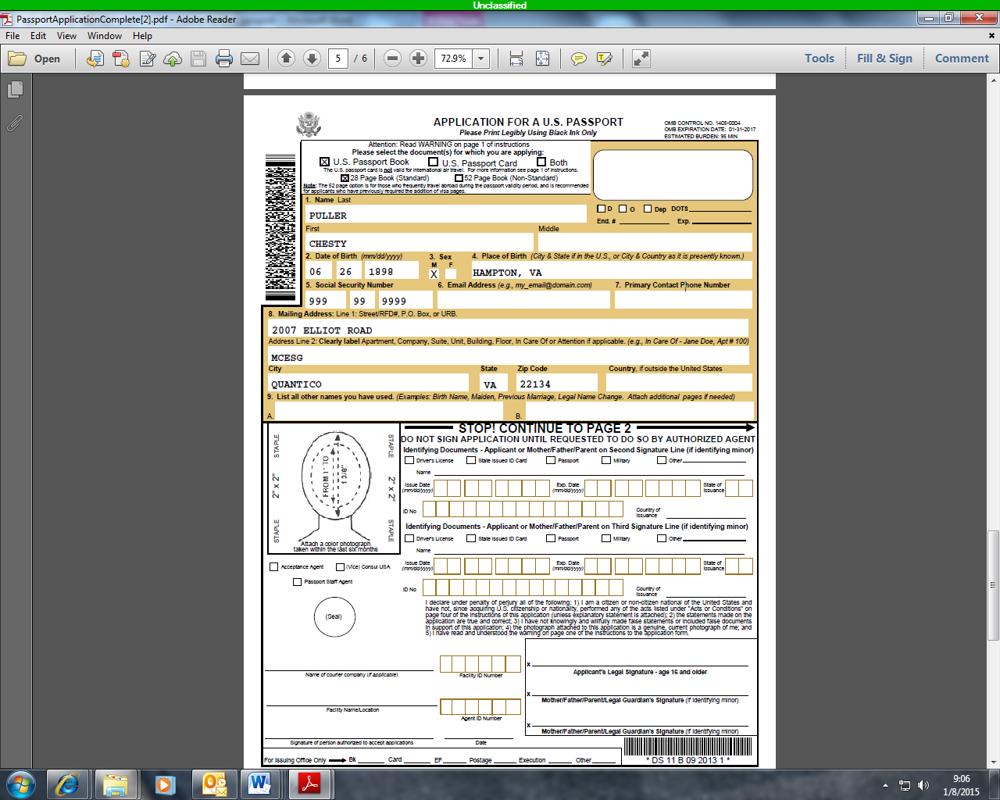 Unclassified
PassportApplicationComplete[2].pdf - Adobe Reader
File Edit View Window Help
Open 5 / 6 72.9% Tools Fill & Sign Comment
APPLICATION FOR A U.S. PASSPORT
Please Print Legibly Using Black Ink Only
OMB CONTROL NO. 1405-0004
OMB EXPIRATION DATE: 01-31-2017
ESTIMATED BURDEN: 95 MIN
Attention: Read WARNING on page 1 of instructions
Please select the document(s) for which you are applying:
U.S. Passport Book U.S. Passport Card Both
The U.S. passport card is not valid for international air travel. For more information see page 1 of instructions.
28 Page Book (Standard) 52 Page Book (Non-Standard)
Note: The 52 page option is for those who frequently travel abroad during the passport validity period, and is recommended
for applicants who have previously required the addition of visa pages.
1. Name Last
PULLER
D O Dep DOTS
End. # Exp.
First Middle
CHESTY
2. Date of Birth (mm/dd/yyyy) 3. Sex 4. Place of Birth (City & State if in the U.S., or City & Country as it is presently known.)
M F
06 26 1898 X HAMPTON, VA
5. Social Security Number 6. Email Address (e.g., my_email@domain.com) 7. Primary Contact Phone Number
999 99 9999
8. Mailing Address: Line 1: Street/RFD#, P.O. Box, or URB.
2007 ELLIOT ROAD
Address Line 2: Clearly label Apartment, Company, Suite, Unit, Building, Floor, In Care Of or Attention if applicable. (e.g., In Care Of - Jane Doe, Apt # 100)
MCESG
City State Zip Code Country, if outside the United States
QUANTICO VA 22134
9. List all other names you have used. (Examples: Birth Name, Maiden, Previous Marriage, Legal Name Change. Attach additional pages if needed)
A. B.
STOP! CONTINUE TO PAGE 2
DO NOT SIGN APPLICATION UNTIL REQUESTED TO DO SO BY AUTHORIZED AGENT
STAPLE STAPLE
2" x 2" 2" x 2"
STAPLE STAPLE
FROM 1" TO
1 3/8"
Attach a color photograph
taken within the last six months
Identifying Documents - Applicant or Mother/Father/Parent on Second Signature Line (if identifying minor)
Driver's License State Issued ID Card Passport Military Other
Name
Issue Date (mm/dd/yyyy) Exp. Date (mm/dd/yyyy) State of Issuance
ID No Country of Issuance
Identifying Documents - Applicant or Mother/Father/Parent on Third Signature Line (if identifying minor)
Driver's License State Issued ID Card Passport Military Other
Name
Issue Date (mm/dd/yyyy) Exp. Date (mm/dd/yyyy) State of Issuance
ID No Country of Issuance
Acceptance Agent (Vice) Consul USA
Passport Staff Agent
(Seal)
I declare under penalty of perjury all of the following: 1) I am a citizen or non-citizen national of the United States and
have not, since acquiring U.S. citizenship or nationality, performed any of the acts listed under "Acts or Conditions" on
page four of the instructions of this application (unless explanatory statement is attached); 2) the statements made on the
application are true and correct; 3) I have not knowingly and willfully made false statements or included false documents
in support of this application; 4) the photograph attached to this application is a genuine, current photograph of me; and
5) I have read and understood the warning on page one of the instructions to the application form.
Name of courier company (if applicable) Facility ID Number
x
Applicant's Legal Signature - age 16 and older
x
Mother/Father/Parent/Legal Guardian's Signature (if identifying minor)
Facility Name/Location Agent ID Number
x
Mother/Father/Parent/Legal Guardian's Signature (if identifying minor)
Signature of person authorized to accept applications Date
For Issuing Office Only Bk Card EF Postage Execution Other
* DS 11 B 09 2013 1 *
9:06
1/8/2015